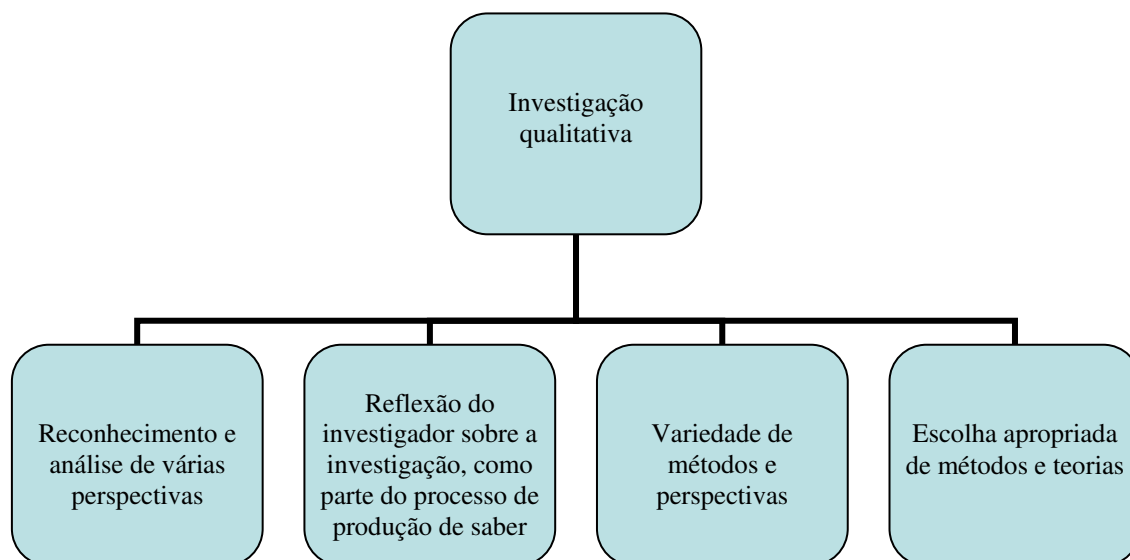 Investigação
qualitativa
Reconhecimento e
análise de várias
perspectivas
Reflexão do
investigador sobre a
investigação, como
parte do processo de
produção de saber
Variedade de
métodos e
perspectivas
Escolha apropriada
de métodos e teorias